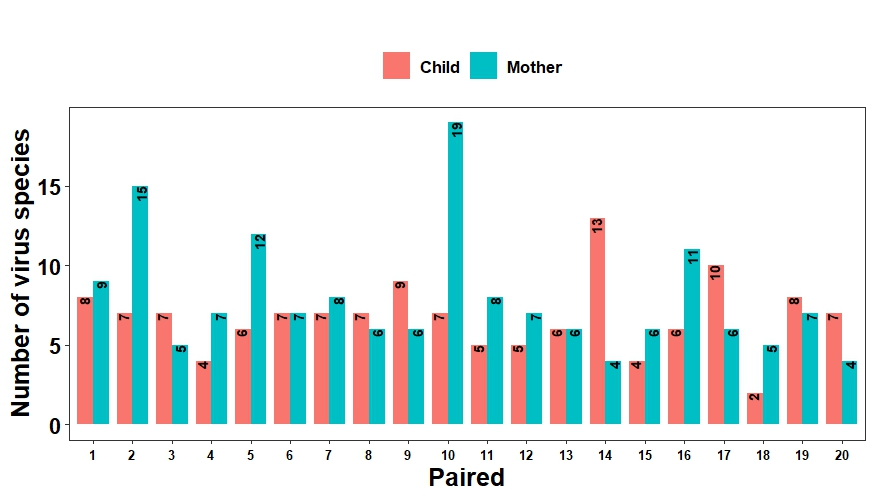 Child Mother
Number of virus species
15
10
5
0
8 9 7 15 7 5 4 7 6 12 7 7 7 8 7 6 9 6 7 19 5 8 5 7 6 6 13 4 4 6 6 11 10 6 2 5 8 7 7 4
1 2 3 4 5 6 7 8 9 10 11 12 13 14 15 16 17 18 19 20
Paired